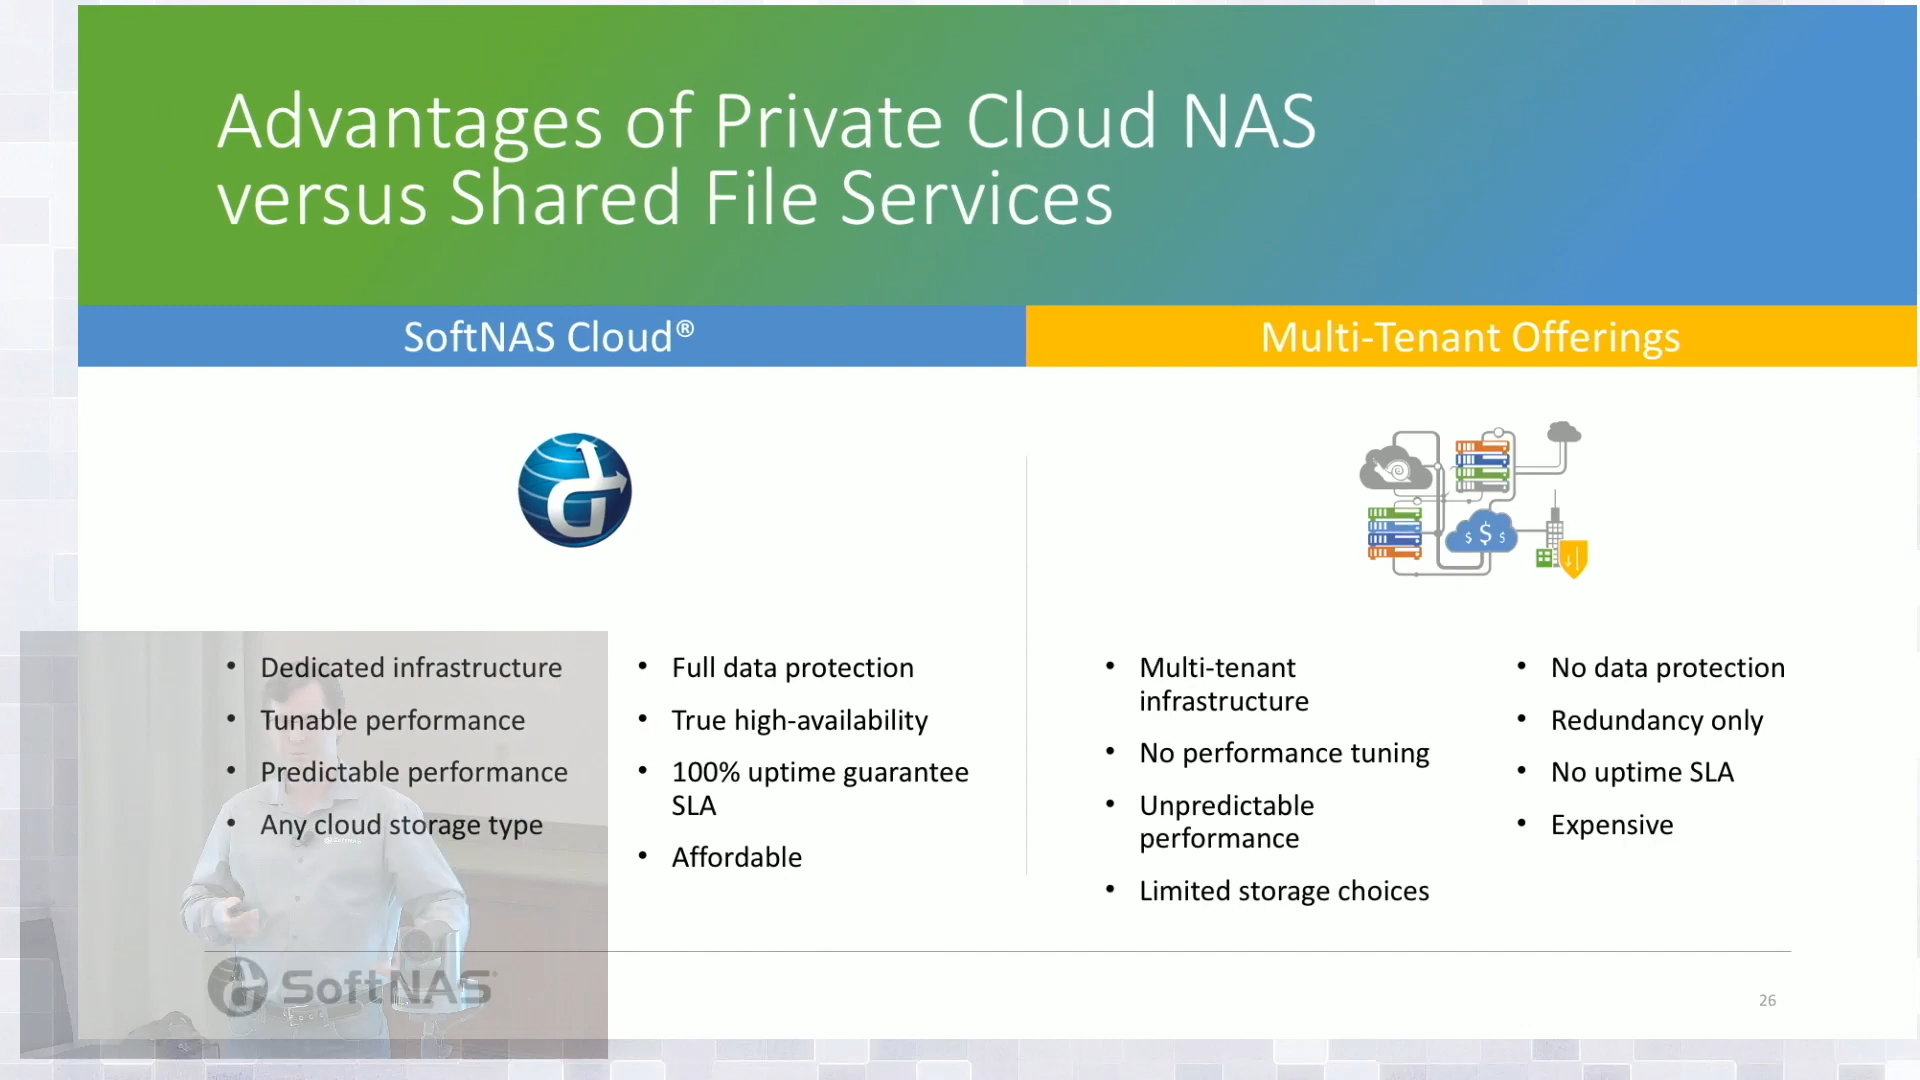 Advantages of Private Cloud NAS
versus Shared File Services
SoftNAS Cloud®
Multi-Tenant Offerings
$ $ $
• Dedicated infrastructure
• Tunable performance
• Predictable performance
• Any cloud storage type
• Full data protection
• True high-availability
• 100% uptime guarantee
SLA
• Affordable
• Multi-tenant
infrastructure
• No performance tuning
• Unpredictable
performance
• Limited storage choices
• No data protection
• Redundancy only
• No uptime SLA
• Expensive
SoftNAS
SoftNAS
26